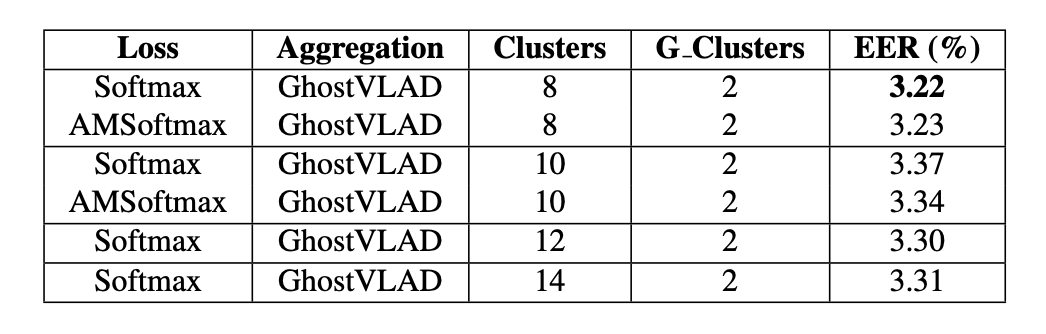 Loss Aggregation Clusters G_Clusters EER (%)
Softmax GhostVLAD 8 2 3.22
AMSoftmax GhostVLAD 8 2 3.23
Softmax GhostVLAD 10 2 3.37
AMSoftmax GhostVLAD 10 2 3.34
Softmax GhostVLAD 12 2 3.30
Softmax GhostVLAD 14 2 3.31